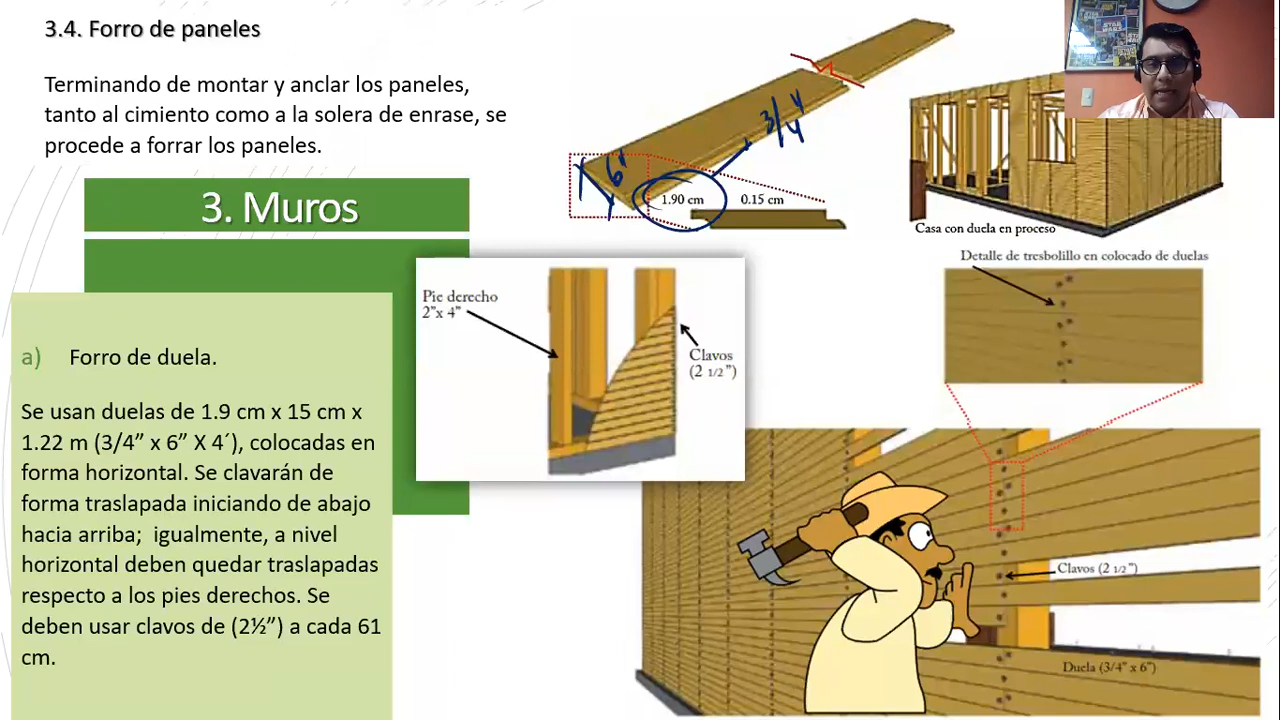 3.4. Forro de paneles
Terminando de montar y anclar los paneles,
tanto al cimiento como a la solera de enrase, se
procede a forrar los paneles.
3. Muros
a) Forro de duela.
Se usan duelas de 1.9 cm x 15 cm x
1.22 m (3/4” x 6” X 4´), colocadas en
forma horizontal. Se clavarán de
forma traslapada iniciando de abajo
hacia arriba; igualmente, a nivel
horizontal deben quedar traslapadas
respecto a los pies derechos. Se
deben usar clavos de (2½”) a cada 61
cm.
3/4
6"
1.90 cm
0.15 cm
Casa con duela en proceso
Detalle de tresbolillo en colocado de duelas
Pie derecho
2”x 4”
Clavos
(2 1/2”)
Clavos (2 1/2”)
Duela (3/4” x 6”)
STAR WARS